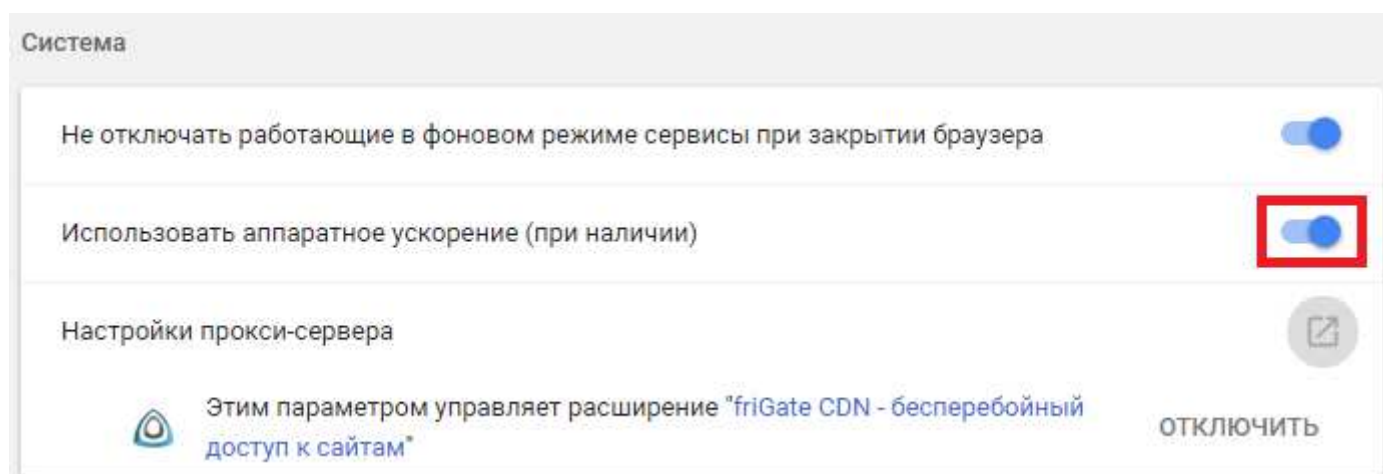 Система
Не отключать работающие в фоновом режиме сервисы при закрытии браузера
Использовать аппаратное ускорение (при наличии)
Настройки прокси-сервера
Этим параметром управляет расширение "friGate CDN - бесперебойный
доступ к сайтам"
ОТКЛЮЧИТЬ